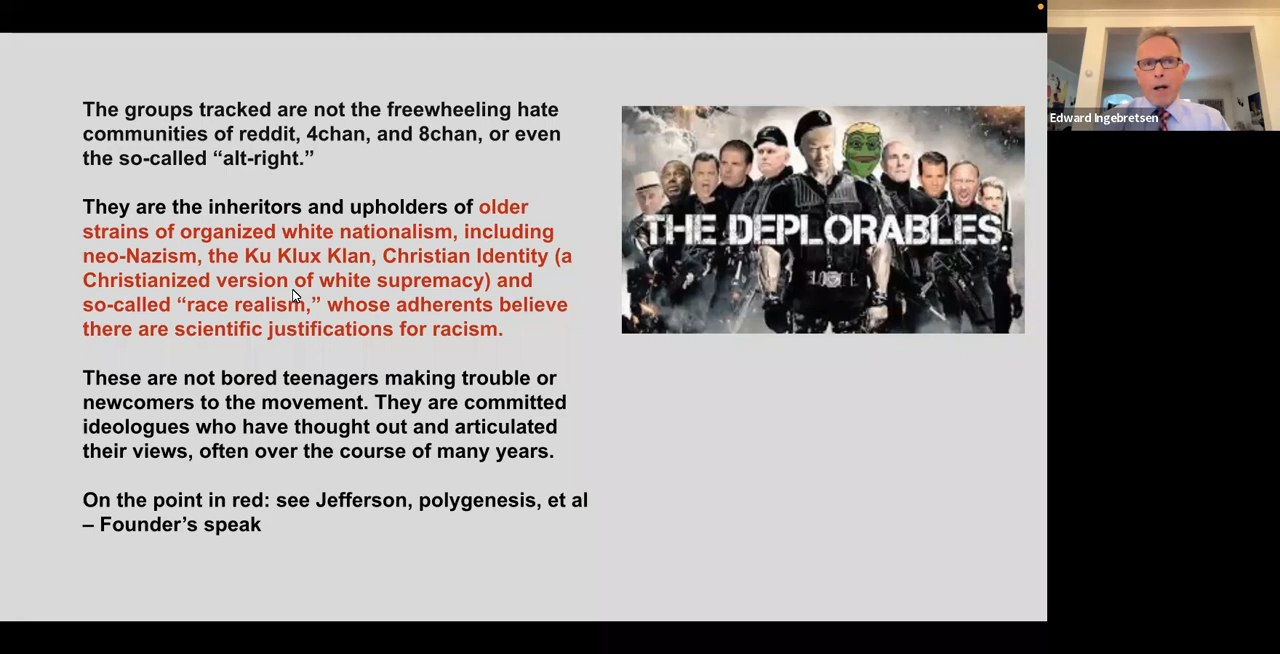 The groups tracked are not the freewheeling hate
communities of reddit, 4chan, and 8chan, or even
the so-called “alt-right.”
They are the inheritors and upholders of older
strains of organized white nationalism, including
neo-Nazism, the Ku Klux Klan, Christian Identity (a
Christianized version of white supremacy) and
so-called “race realism,” whose adherents believe
there are scientific justifications for racism.
These are not bored teenagers making trouble or
newcomers to the movement. They are committed
ideologues who have thought out and articulated
their views, often over the course of many years.
On the point in red: see Jefferson, polygenesis, et al
– Founder’s speak
THE DEPLORABLES
Edward Ingebretsen